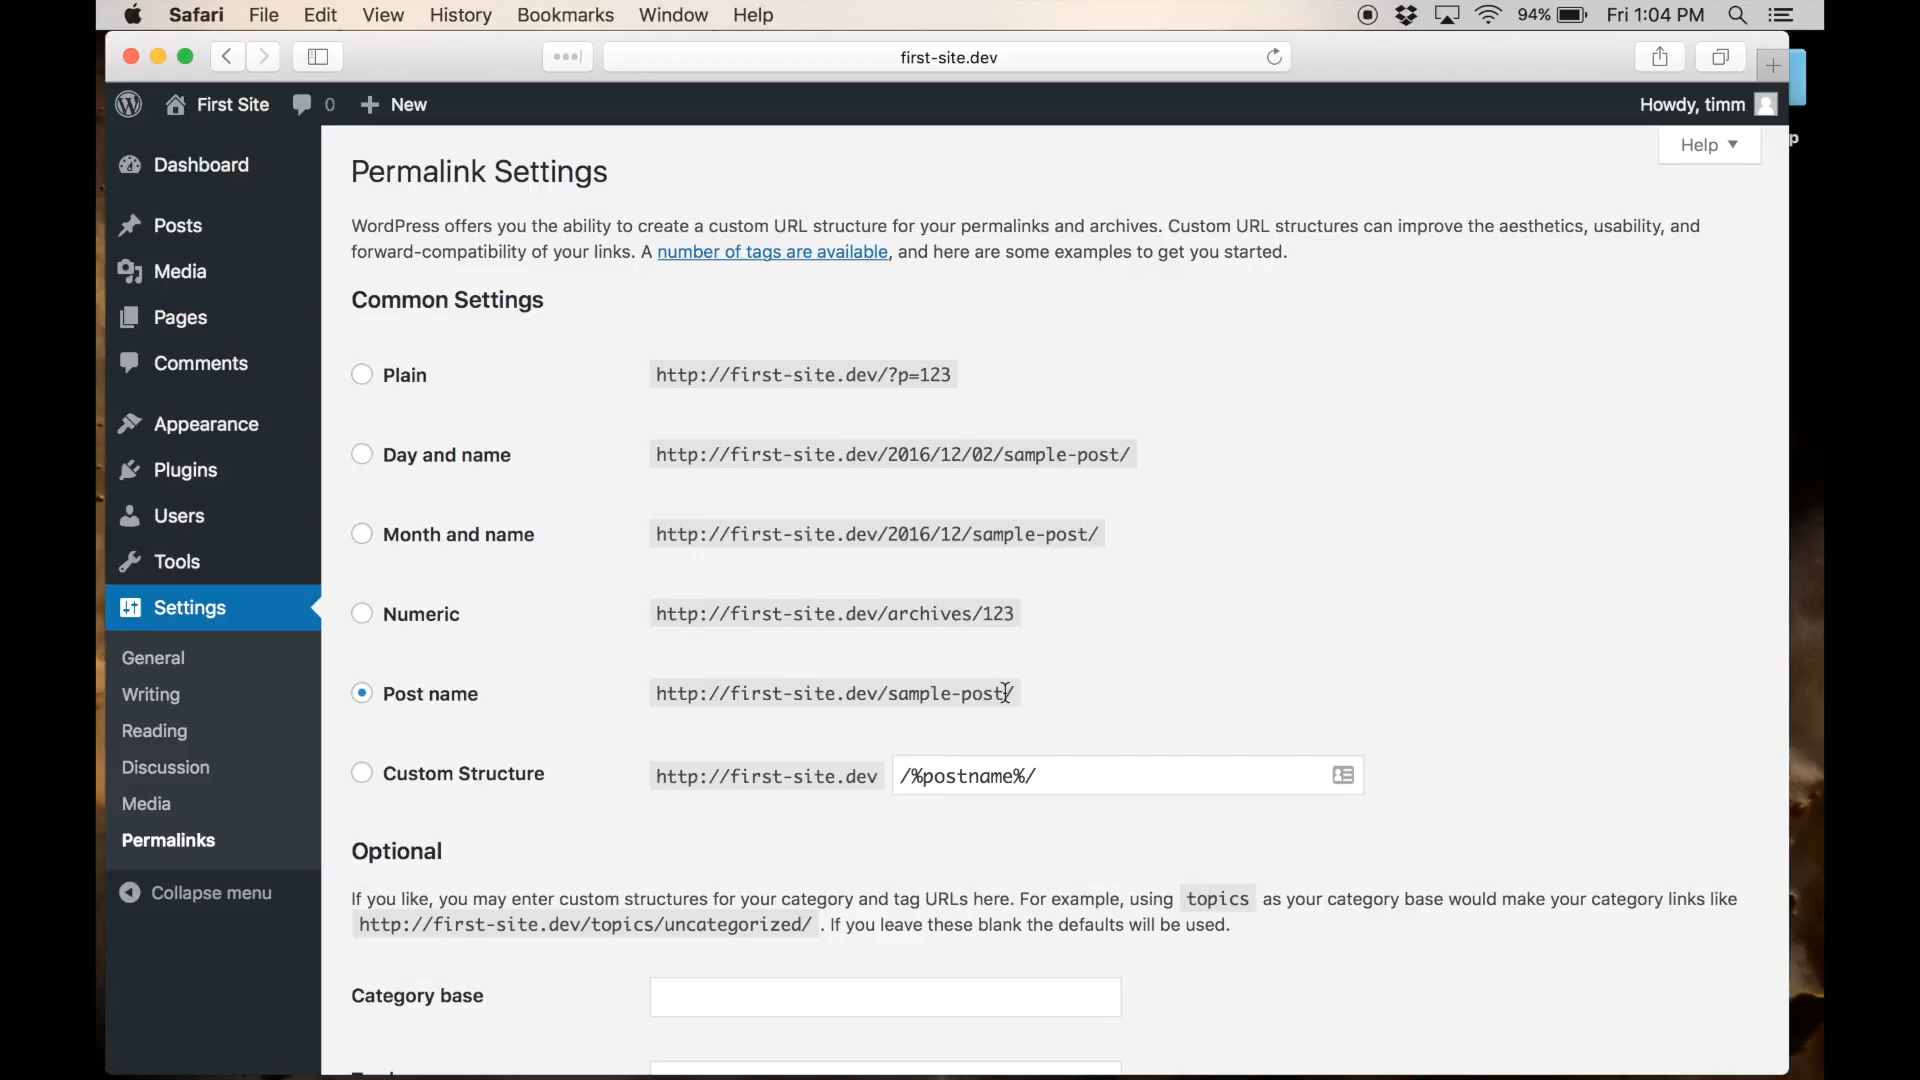 Safari File Edit View History Bookmarks Window Help 94% Fri 1:04 PM
first-site.dev
First Site 0 New Howdy, timm
Help
Dashboard
Posts
Media
Pages
Comments
Appearance
Plugins
Users
Tools
Settings
General
Writing
Reading
Discussion
Media
Permalinks
Collapse menu
Permalink Settings
WordPress offers you the ability to create a custom URL structure for your permalinks and archives. Custom URL structures can improve the aesthetics, usability, and
forward-compatibility of your links. A number of tags are available, and here are some examples to get you started.
Common Settings
Plain http://first-site.dev/?p=123
Day and name http://first-site.dev/2016/12/02/sample-post/
Month and name http://first-site.dev/2016/12/sample-post/
Numeric http://first-site.dev/archives/123
Post name http://first-site.dev/sample-post/
Custom Structure http://first-site.dev /%postname%/
Optional
If you like, you may enter custom structures for your category and tag URLs here. For example, using topics as your category base would make your category links like
http://first-site.dev/topics/uncategorized/ . If you leave these blank the defaults will be used.
Category base